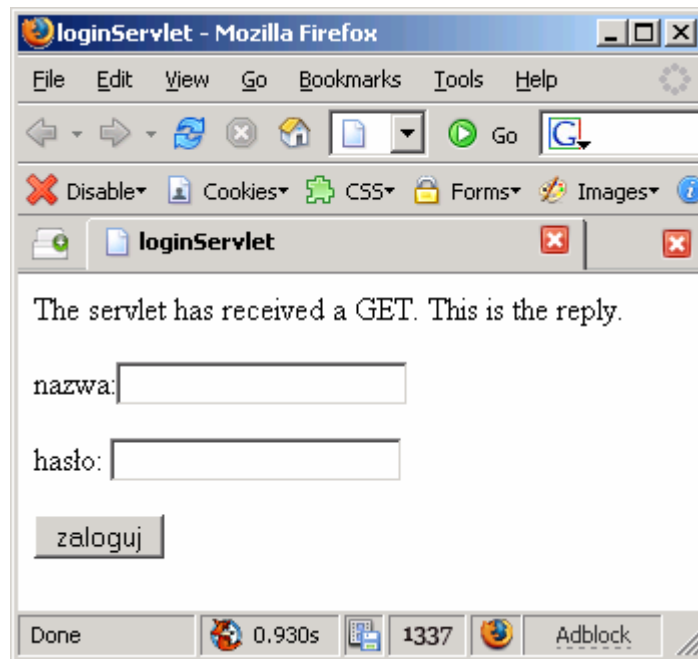 loginServlet - Mozilla Firefox
File Edit View Go Bookmarks Tools Help
Go G
Disable Cookies CSS Forms Images
loginServlet
The servlet has received a GET. This is the reply.
nazwa:
hasło:
zaloguj
Done 0.930s 1337 Adblock